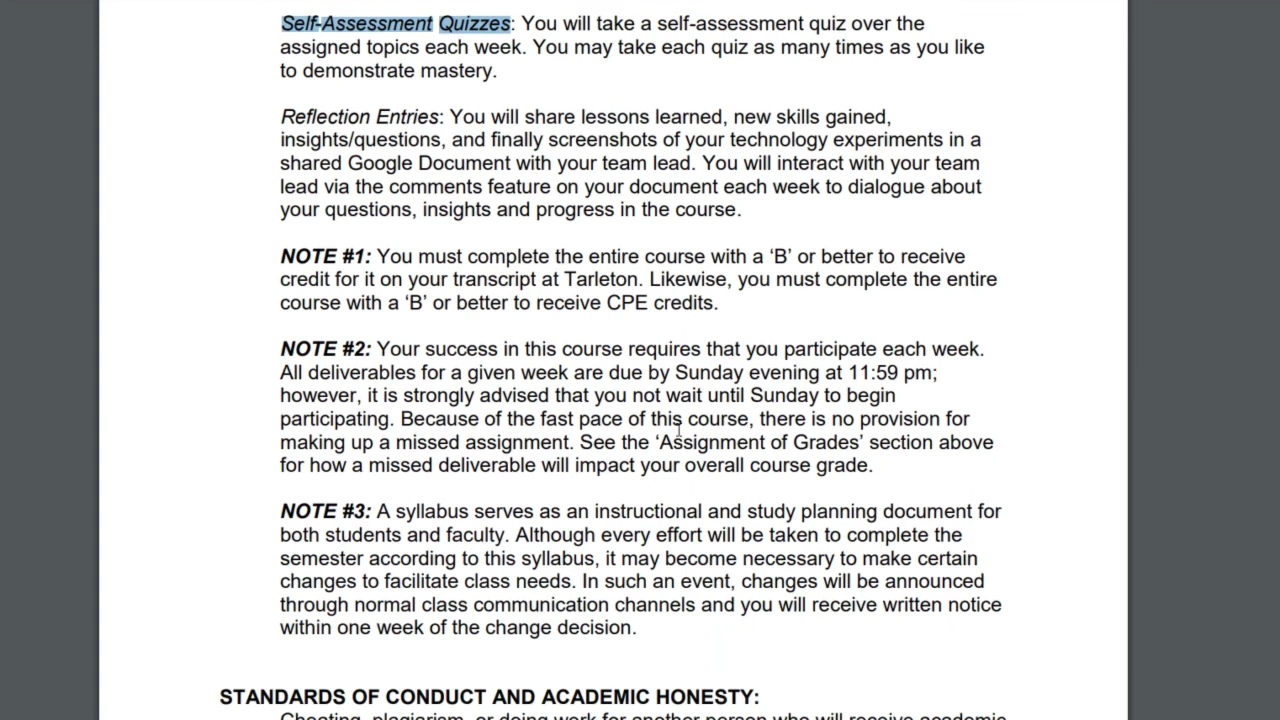 Self-Assessment Quizzes: You will take a self-assessment quiz over the
assigned topics each week. You may take each quiz as many times as you like
to demonstrate mastery.
Reflection Entries: You will share lessons learned, new skills gained,
insights/questions, and finally screenshots of your technology experiments in a
shared Google Document with your team lead. You will interact with your team
lead via the comments feature on your document each week to dialogue about
your questions, insights and progress in the course.
NOTE #1: You must complete the entire course with a ‘B’ or better to receive
credit for it on your transcript at Tarleton. Likewise, you must complete the entire
course with a ‘B’ or better to receive CPE credits.
NOTE #2: Your success in this course requires that you participate each week.
All deliverables for a given week are due by Sunday evening at 11:59 pm;
however, it is strongly advised that you not wait until Sunday to begin
participating. Because of the fast pace of this course, there is no provision for
making up a missed assignment. See the ‘Assignment of Grades’ section above
for how a missed deliverable will impact your overall course grade.
NOTE #3: A syllabus serves as an instructional and study planning document for
both students and faculty. Although every effort will be taken to complete the
semester according to this syllabus, it may become necessary to make certain
changes to facilitate class needs. In such an event, changes will be announced
through normal class communication channels and you will receive written notice
within one week of the change decision.
STANDARDS OF CONDUCT AND ACADEMIC HONESTY:
Cheating, plagiarism, or doing work for another person who will receive academic